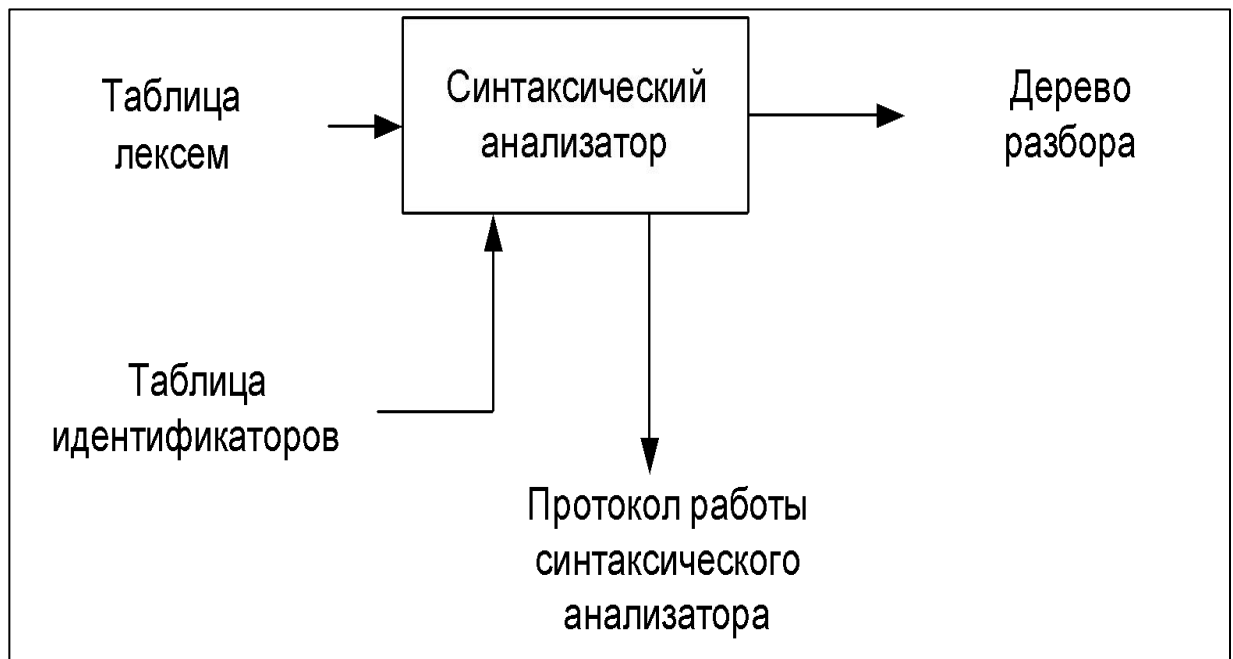 Таблица
лексем
Синтаксический
анализатор
Дерево
разбора
Таблица
идентификаторов
Протокол работы
синтаксического
анализатора